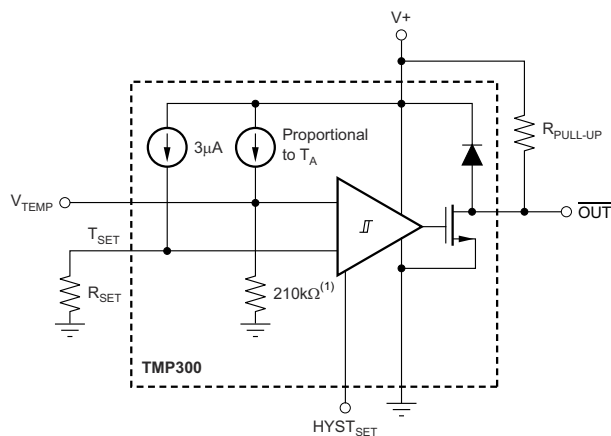 V+
3µA
Proportional
to T_A
R_PULL-UP
V_TEMP
OUT
T_SET
R_SET
210kΩ(1)
TMP300
HYST_SET